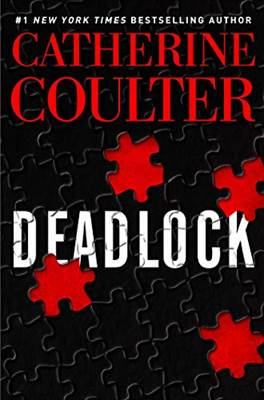 #1 NEW YORK TIMES BESTSELLING AUTHOR
CATHERINE
COULTER
DEADLOCK